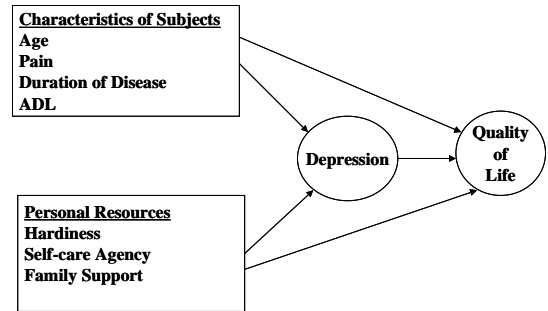 Characteristics of Subjects
Age
Pain
Duration of Disease
ADL
Depression
Quality
of
Life
Personal Resources
Hardiness
Self-care Agency
Family Support